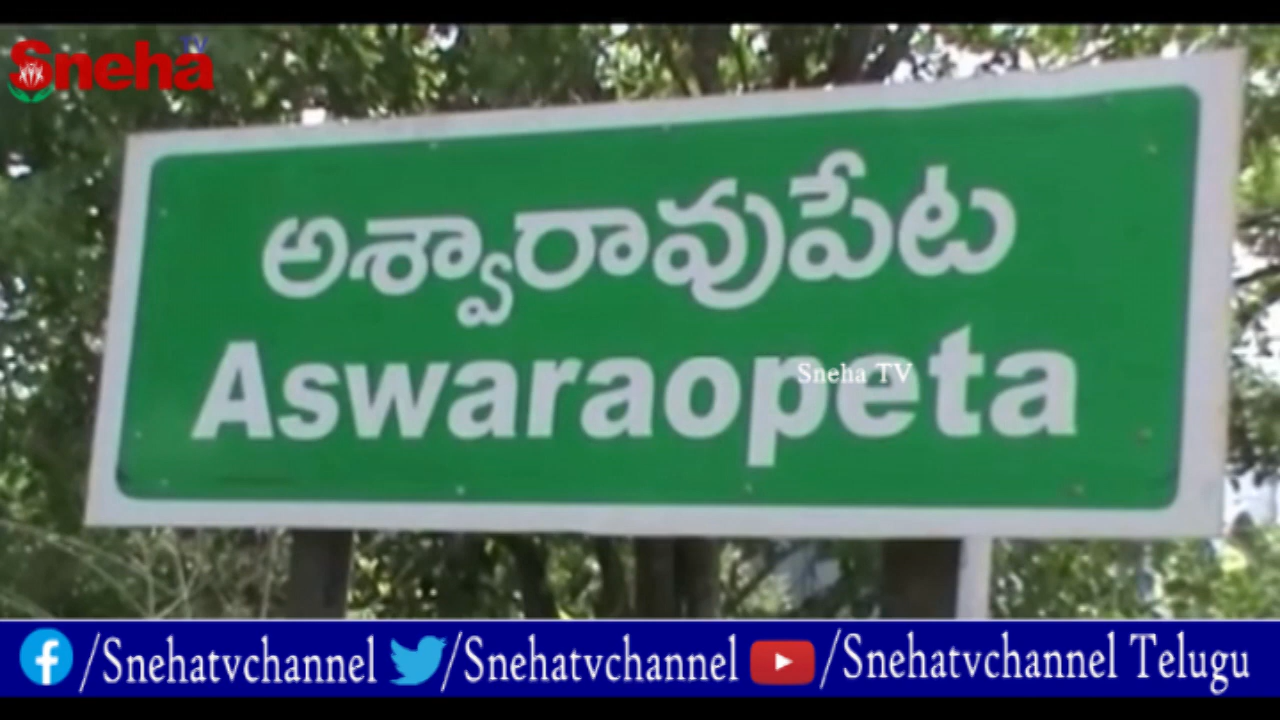 Sneha TV
అశ్వారావుపేట
Aswaraopeta
Sneha TV
/Snehatvchannel /Snehatvchannel /Snehatvchannel Telugu